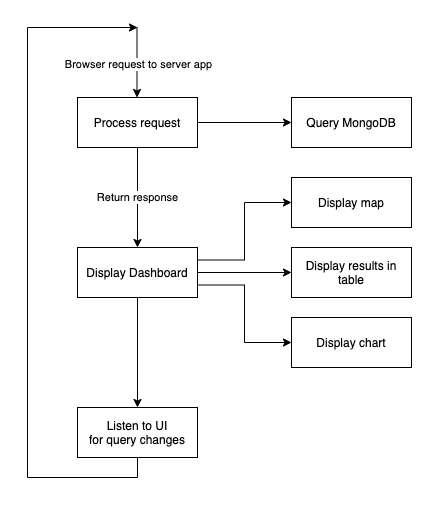 Browser request to server app
Process request
Query MongoDB
Return response
Display map
Display Dashboard
Display results in
table
Display chart
Listen to UI
for query changes